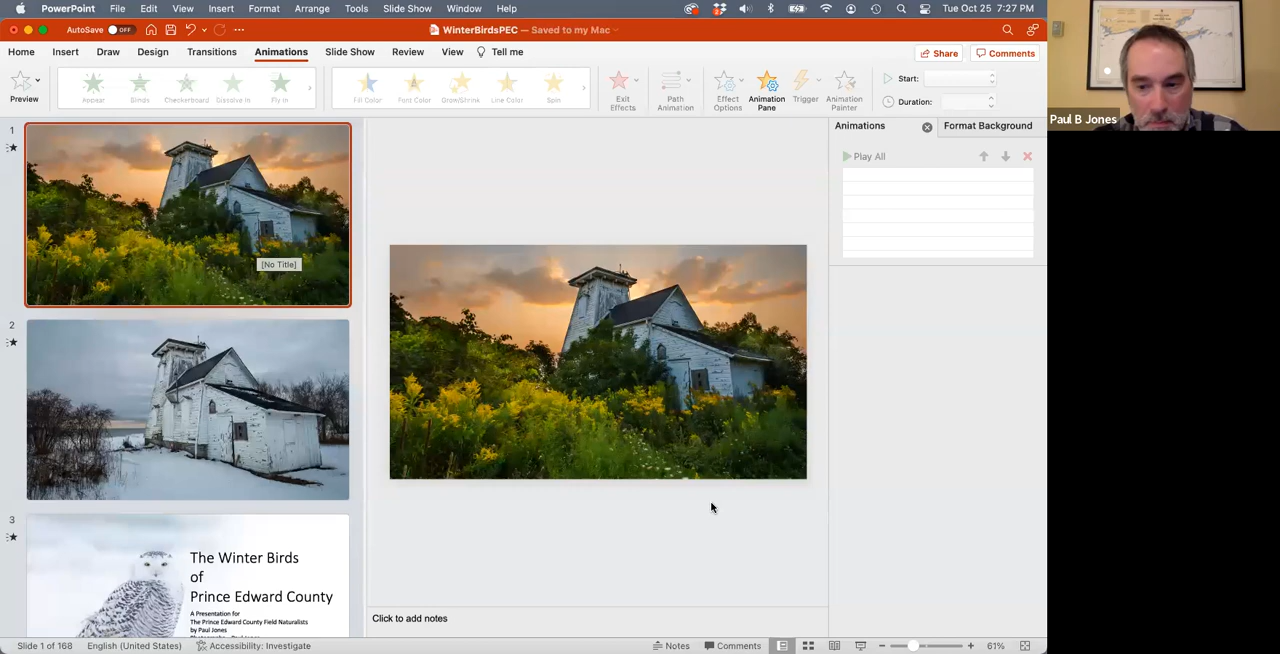 PowerPoint File Edit View Insert Format Arrange Tools Slide Show Window Help Tue Oct 25 7:27 PM
AutoSave OFF WinterBirdsPEC — Saved to my Mac
Home Insert Draw Design Transitions Animations Slide Show Review View Tell me Share Comments
Preview Appear Blinds Checkerboard Dissolve In Fly In Fill Color Font Color Grow/Shrink Line Color Spin Exit Effects Path Animation Effect Options Animation Pane Trigger Animation Painter
Start:
Duration:
Paul B Jones
Animations Format Background
Play All
1
[No Title]
2
3
The Winter Birds
of
Prince Edward County
A Presentation for
The Prince Edward County Field Naturalists
by Paul Jones
Click to add notes
Slide 1 of 168 English (United States) Accessibility: Investigate Notes Comments 61%